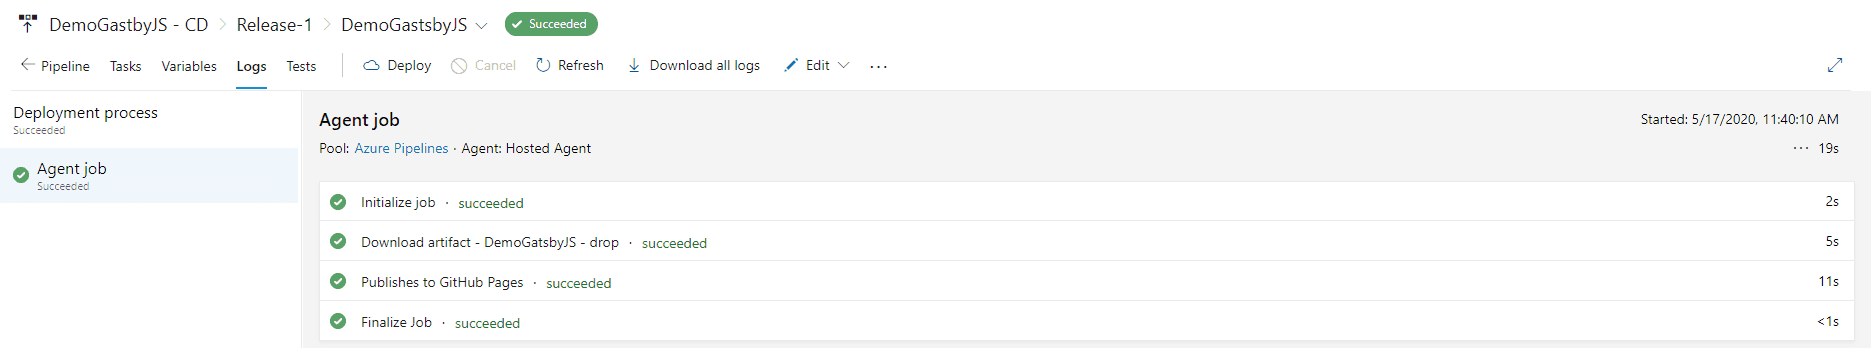 DemoGastbyJS - CD Release-1 DemoGastsbyJS Succeeded
Pipeline Tasks Variables Logs Tests Deploy Cancel Refresh Download all logs Edit ...
Deployment process
Succeeded
Agent job
Succeeded
Agent job Started: 5/17/2020, 11:40:10 AM
Pool: Azure Pipelines · Agent: Hosted Agent ... 19s
Initialize job · succeeded 2s
Download artifact - DemoGatsbyJS - drop · succeeded 5s
Publishes to GitHub Pages · succeeded 11s
Finalize Job · succeeded <1s